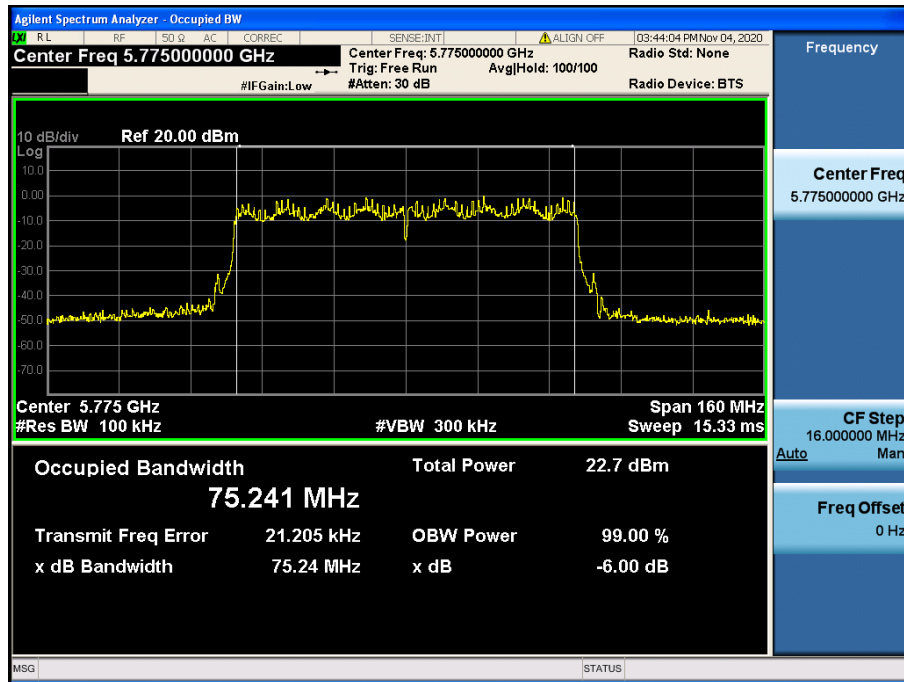 Agilent Spectrum Analyzer - Occupied BW
LXI RL RF 50 Ω AC CORREC SENSE:INT ALIGN OFF 03:44:04 PM Nov 04, 2020
Center Freq 5.775000000 GHz
Center Freq: 5.775000000 GHz
Radio Std: None
Trig: Free Run Avg|Hold: 100/100
#IFGain:Low
#Atten: 30 dB
Radio Device: BTS
Frequency
10 dB/div Ref 20.00 dBm
Log
10.0
0.00
-10.0
-20.0
-30.0
-40.0
-50.0
-60.0
-70.0
Center 5.775 GHz Span 160 MHz
#Res BW 100 kHz #VBW 300 kHz Sweep 15.33 ms
Occupied Bandwidth Total Power 22.7 dBm
75.241 MHz
Transmit Freq Error 21.205 kHz OBW Power 99.00 %
x dB Bandwidth 75.24 MHz x dB -6.00 dB
Center Freq
5.775000000 GHz
CF Step
16.000000 MHz
Auto Man
Freq Offset
0 Hz
MSG STATUS